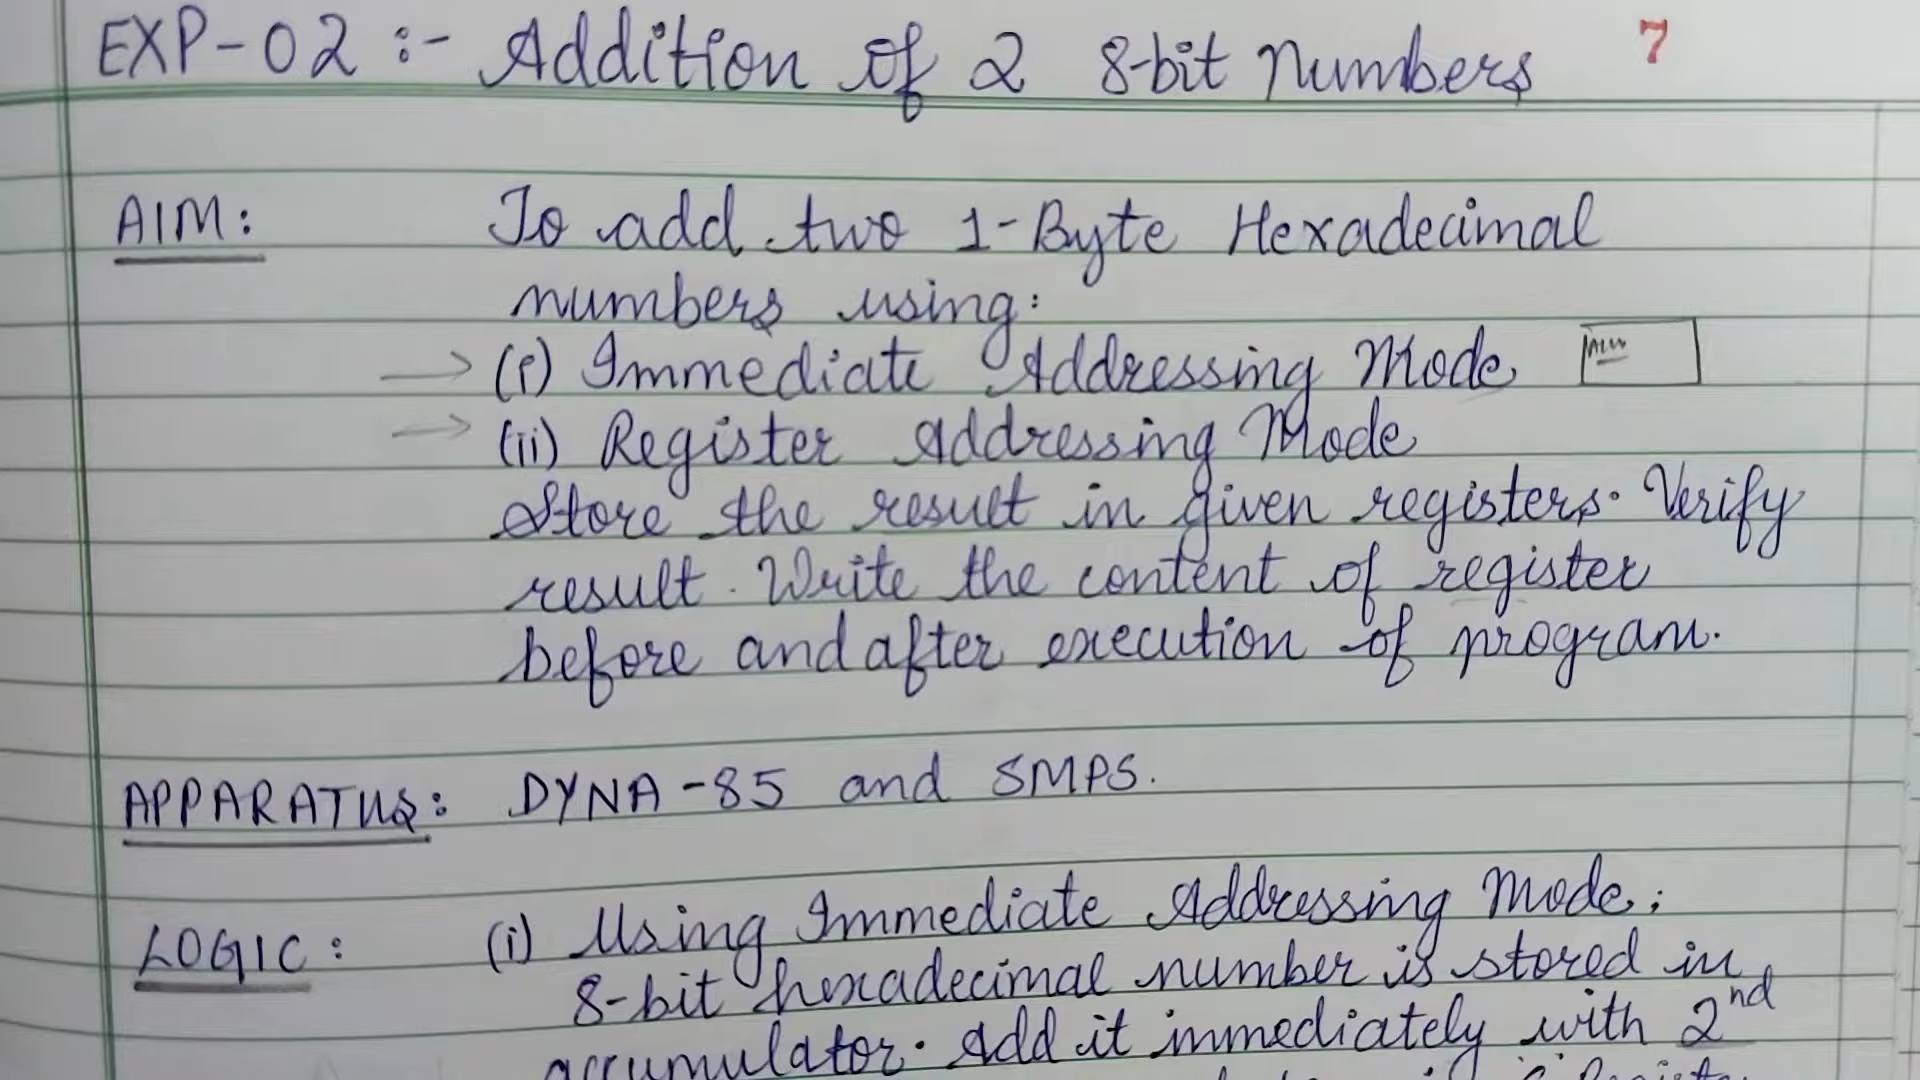 EXP-02 :- Addition of 2 8-bit Numbers 7
AIM: To add two 1-Byte Hexadecimal
numbers using:
→ (i) Immediate Addressing Mode
→ (ii) Register Addressing Mode
Store the result in given registers. Verify
result. Write the content of register
before and after execution of program.
APPARATUS: DYNA-85 and SMPS.
LOGIC: (i) Using Immediate Addressing Mode:
8-bit hexadecimal number is stored in
accumulator. Add it immediately with 2nd